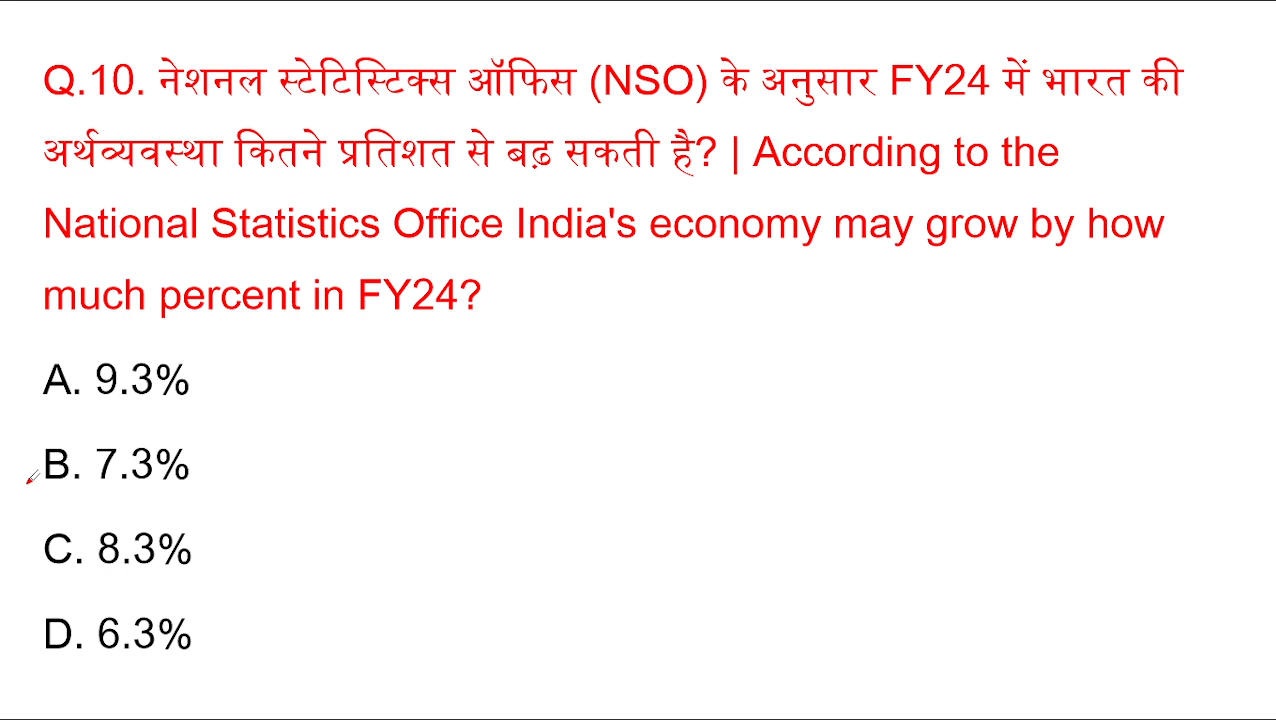 Q.10. नेशनल स्टेटिस्टिक्स ऑफिस (NSO) के अनुसार FY24 में भारत की
अर्थव्यवस्था कितने प्रतिशत से बढ़ सकती है? | According to the
National Statistics Office India's economy may grow by how
much percent in FY24?
A. 9.3%
B. 7.3%
C. 8.3%
D. 6.3%